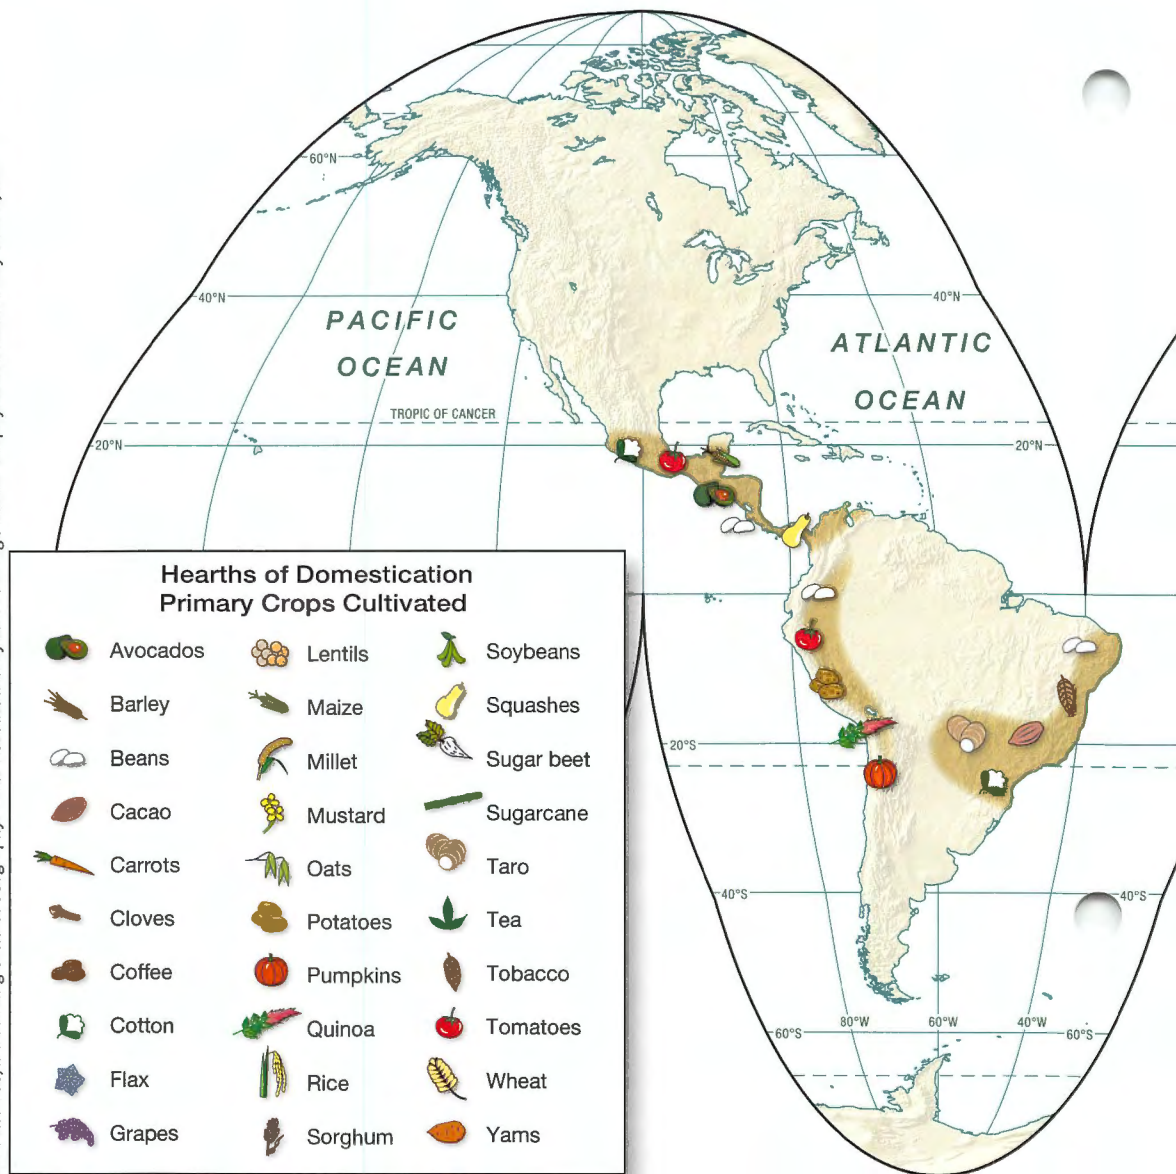 60°N
40°N
40°N
PACIFIC
OCEAN
ATLANTIC
OCEAN
TROPIC OF CANCER
20°N
20°N
Hearths of Domestication
Primary Crops Cultivated
Avocados
Barley
Beans
Cacao
Carrots
Cloves
Coffee
Cotton
Flax
Grapes
Lentils
Maize
Millet
Mustard
Oats
Potatoes
Pumpkins
Quinoa
Rice
Sorghum
Soybeans
Squashes
Sugar beet
Sugarcane
Taro
Tea
Tobacco
Tomatoes
Wheat
Yams
20°S
40°S
40°S
80°W
60°W
40°W
60°S
60°S